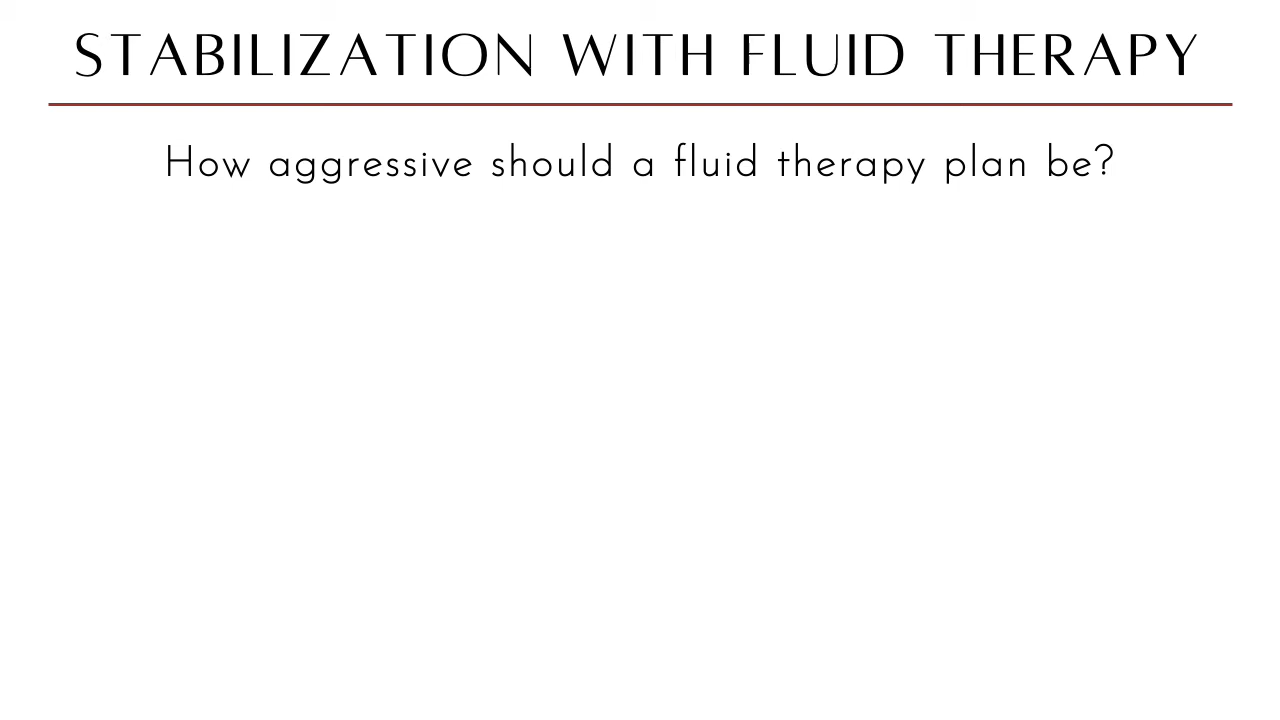 STABILIZATION WITH FLUID THERAPY
How aggressive should a fluid therapy plan be?